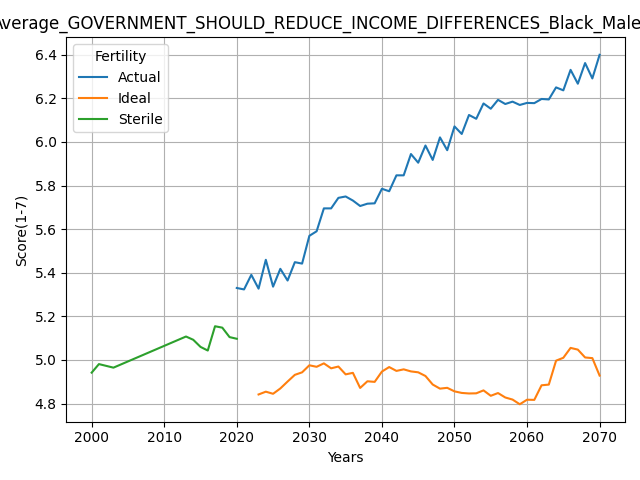 Average_GOVERNMENT_SHOULD_REDUCE_INCOME_DIFFERENCES_Black_Male
Fertility
Actual
Ideal
Sterile
6.4
6.2
6.0
5.8
5.6
5.4
5.2
5.0
4.8
Score(1-7)
2000 2010 2020 2030 2040 2050 2060 2070
Years